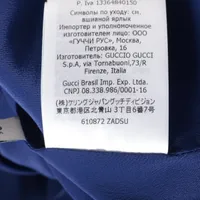 P. Iva 13364840150
Символы по уходу: см.
вшивной ярлык
Импортер и уполномоченное
изготовителем лицо: ООО
«ГУЧЧИ РУС», Москва,
Петровка, 16
Изготовитель: GUCCIO GUCCI
S.p.A, via Tornabuoni,73/R
Firenze, Italia
Gucci Brasil Imp. Exp. Ltda.
CNPJ 08.338.986/0001-16
(株)ケリングジャパングッチディビジョン
東京都港区北青山3丁目6番7号
610872 ZADSU